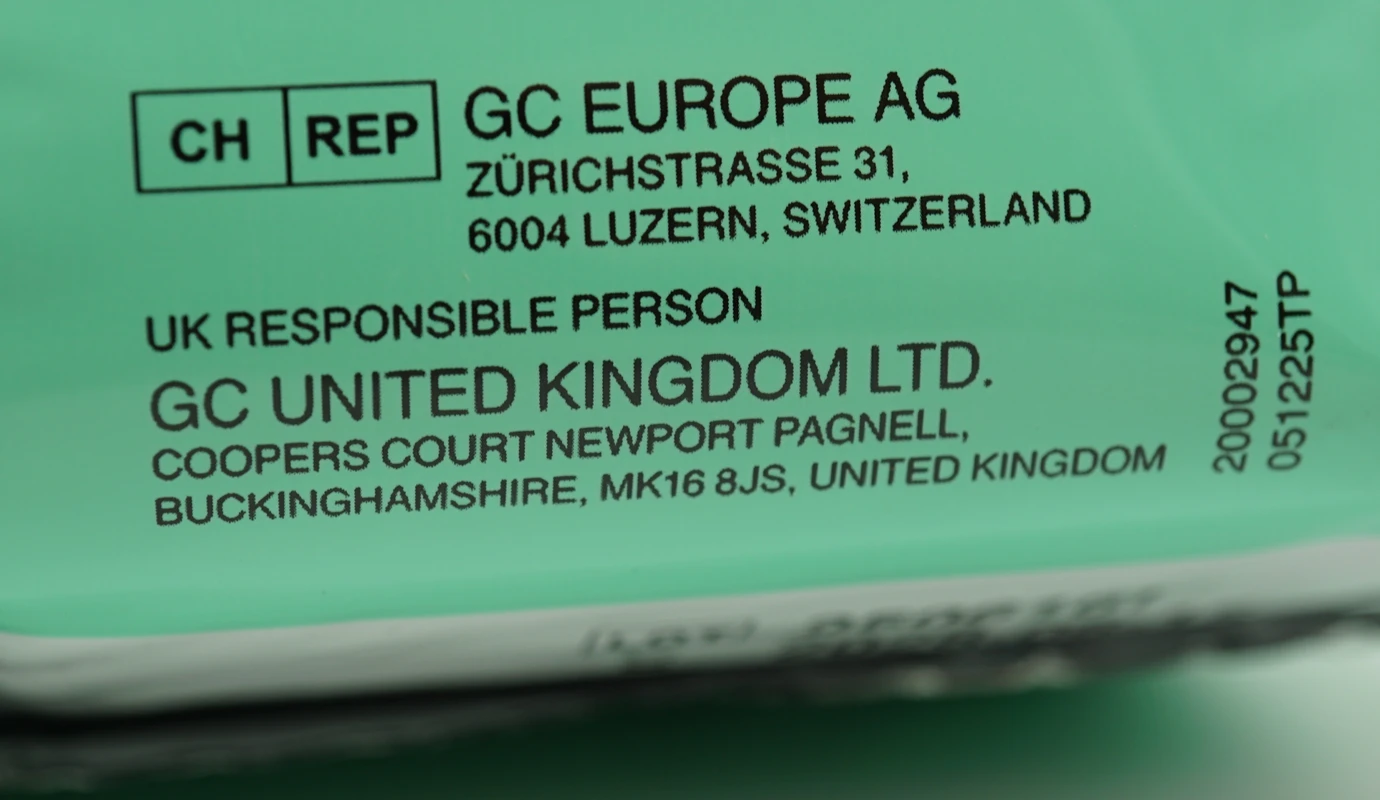 CH REP
GC EUROPE AG
ZÜRICHSTRASSE 31,
6004 LUZERN, SWITZERLAND
UK RESPONSIBLE PERSON
GC UNITED KINGDOM LTD.
COOPERS COURT NEWPORT PAGNELL,
BUCKINGHAMSHIRE, MK16 8JS, UNITED KINGDOM
20002947
051225TP